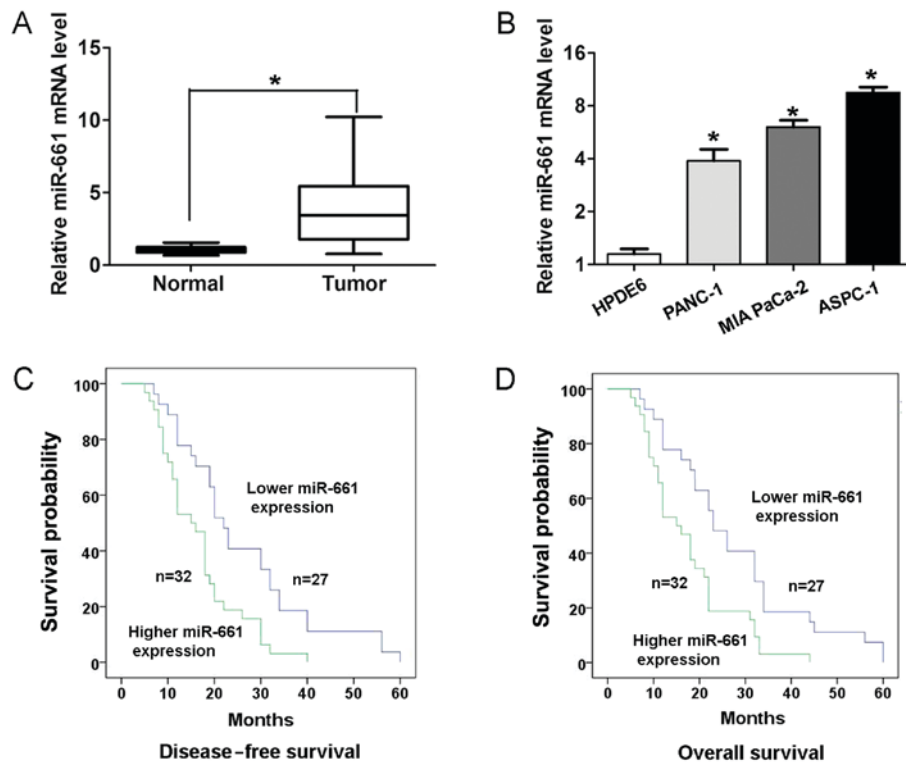 A
Relative miR-661 mRNA level
15
10
5
0
*
Normal
Tumor
B
Relative miR-661 mRNA level
16
8
4
2
1
*
*
*
HPDE6
PANC-1
MIA PaCa-2
ASPC-1
C
Survival probability
100
80
60
40
20
0
Lower miR-661
expression
n=32
n=27
Higher miR-661
expression
0
10
20
30
40
50
60
Months
Disease-free survival
D
Survival probability
100
80
60
40
20
0
Lower miR-661
expression
n=32
n=27
Higher miR-661
expression
0
10
20
30
40
50
60
Months
Overall survival